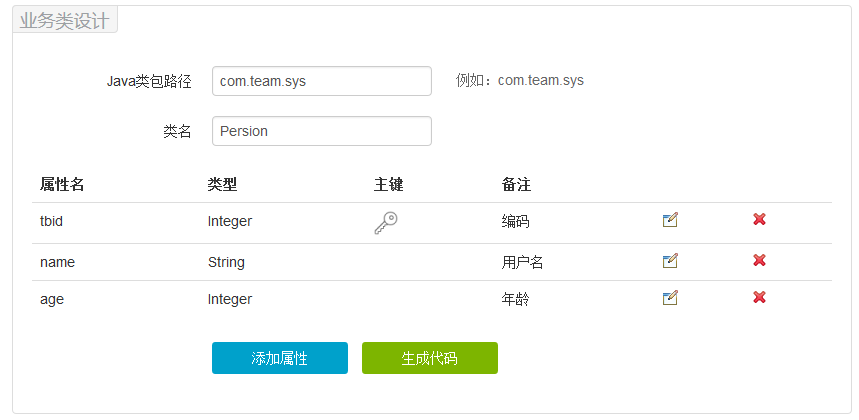 业务类设计
Java类包路径 com.team.sys 例如：com.team.sys
类名 Persion
属性名 类型 主键 备注
tbid Integer 编码
name String 用户名
age Integer 年龄
添加属性 生成代码